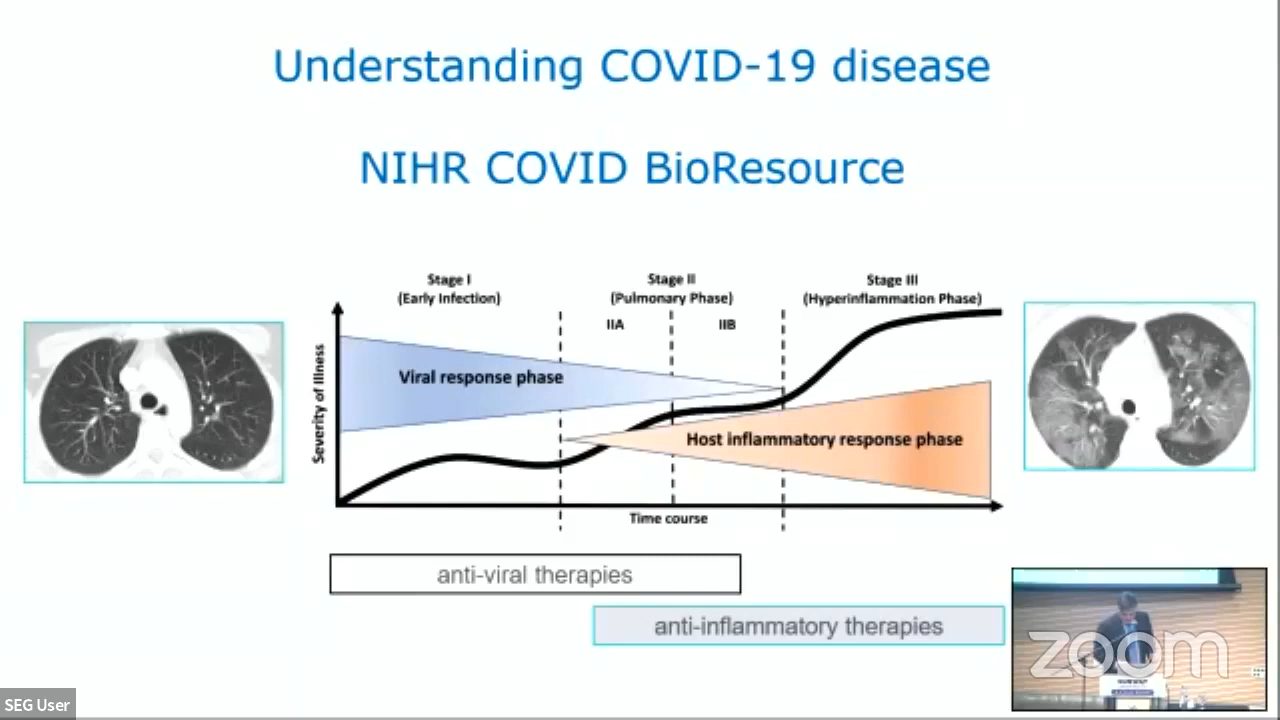 Understanding COVID-19 disease
NIHR COVID BioResource
Stage I
(Early Infection)
Stage II
(Pulmonary Phase)
Stage III
(Hyperinflammation Phase)
IIA
IIB
Severity of Illness
Viral response phase
Host inflammatory response phase
Time course
anti-viral therapies
anti-inflammatory therapies
zoom
SEG User